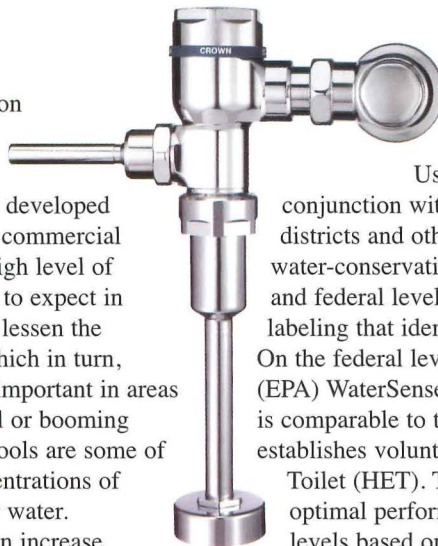 CROWN
on
developed
commercial
igh level of
to expect in
lessen the
hich in turn,
important in areas
l or booming
ools are some of
entrations of
water.
n increase
Us
conjunction wit
districts and oth
water-conservati
and federal level
labeling that iden
On the federal leve
(EPA) WaterSense
is comparable to t
establishes volunt
Toilet (HET). T
optimal perfor
levels based on